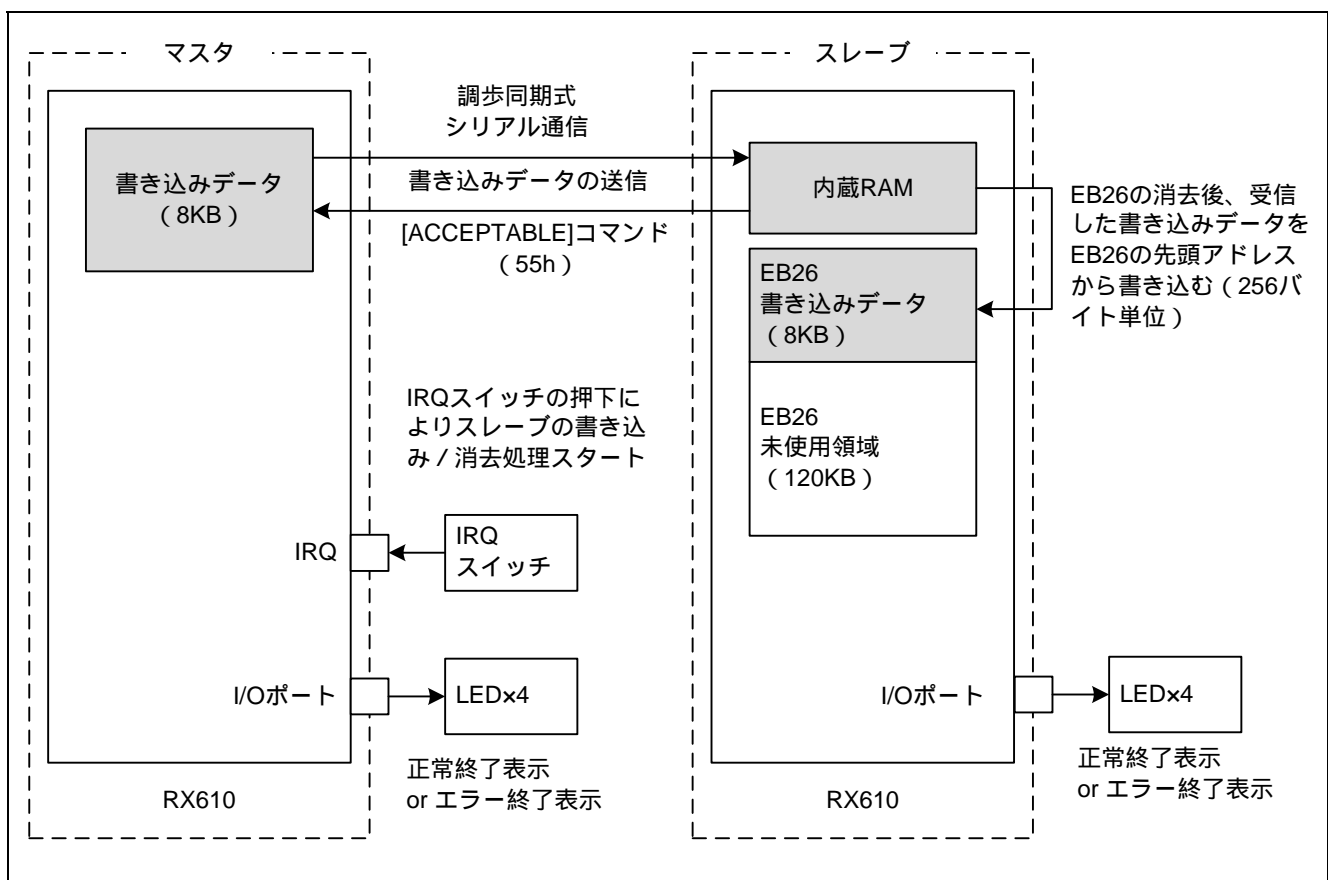 マスタ
スレーブ
調歩同期式
シリアル通信
書き込みデータ
（8KB）
書き込みデータの送信
[ACCEPTABLE]コマンド
（55h）
内蔵RAM
EB26の消去後、受信
した書き込みデータを
EB26の先頭アドレス
から書き込む（256バ
イト単位）
EB26
書き込みデータ
（8KB）
EB26
未使用領域
（120KB）
IRQスイッチの押下に
よりスレーブの書き込
み / 消去処理スタート
IRQ
IRQ
スイッチ
I/Oポート
LED×4
正常終了表示
or エラー終了表示
I/Oポート
LED×4
正常終了表示
or エラー終了表示
RX610
RX610